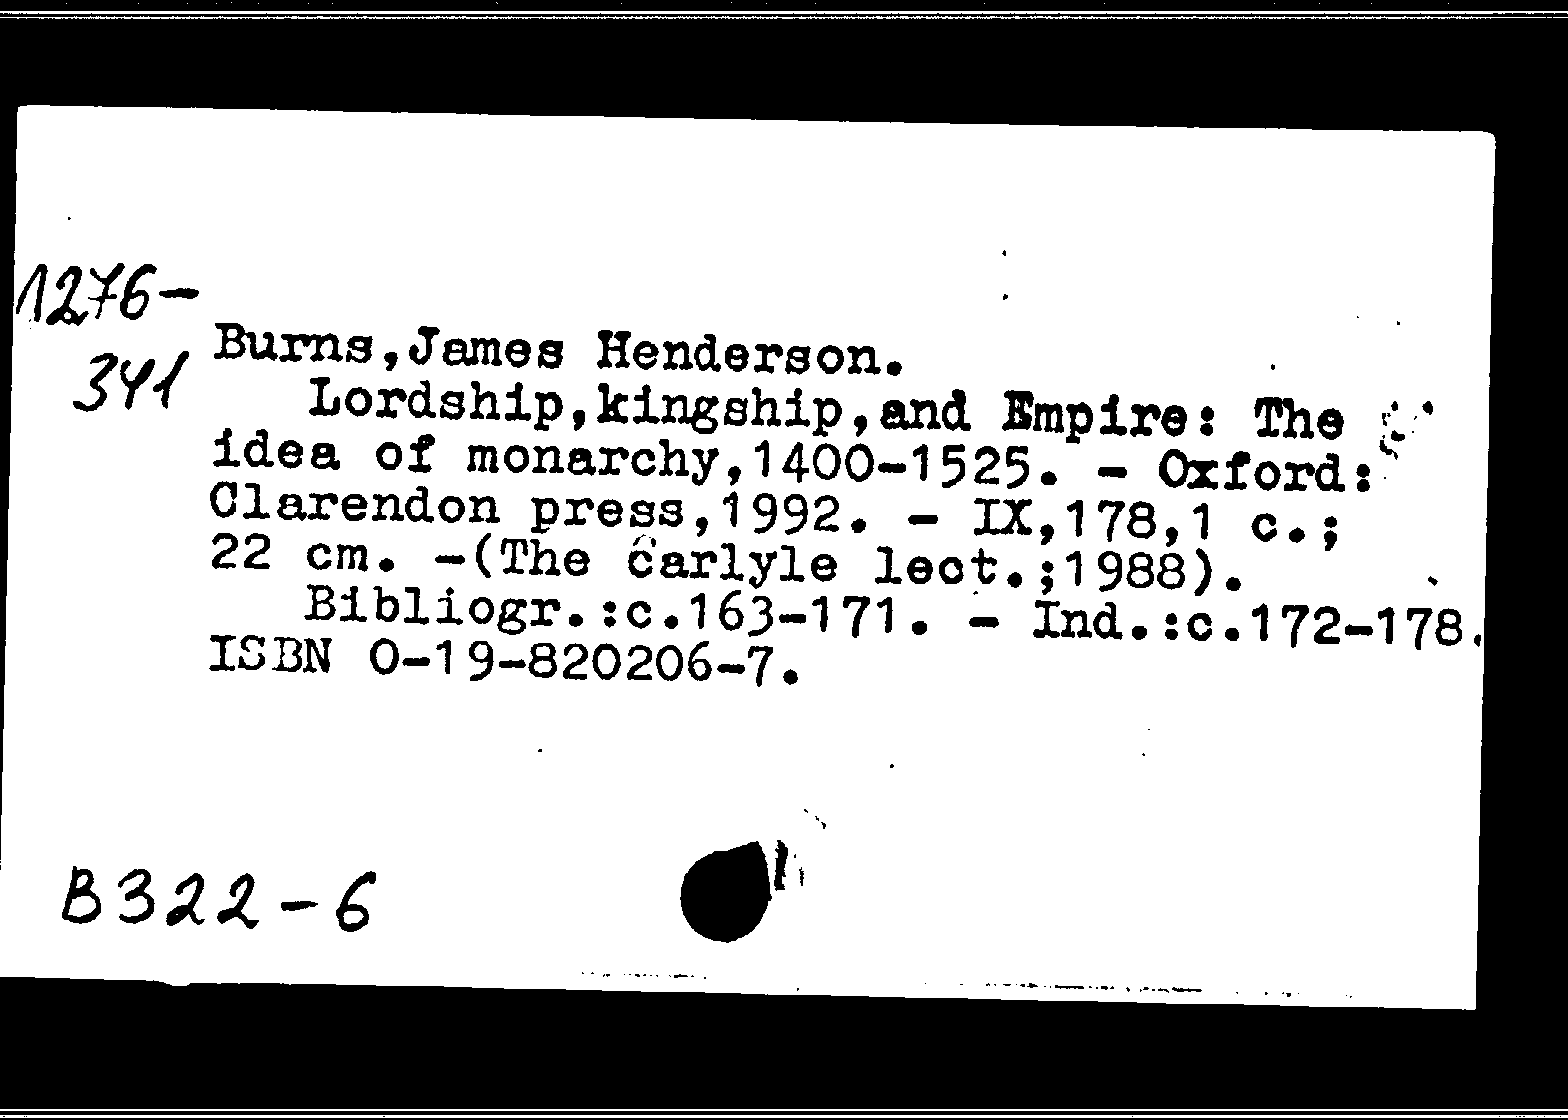 1276-
341
Burns,James Henderson.
Lordship,kingship,and Empire: The
idea of monarchy,1400-1525. - Oxford:
Clarendon press,1992. - IX,178,1 c.;
22 cm. -(The Carlyle lect.;1988).
Bibliogr.:c.163-171. - Ind.:c.172-178.
ISBN 0-19-820206-7.
B322-6